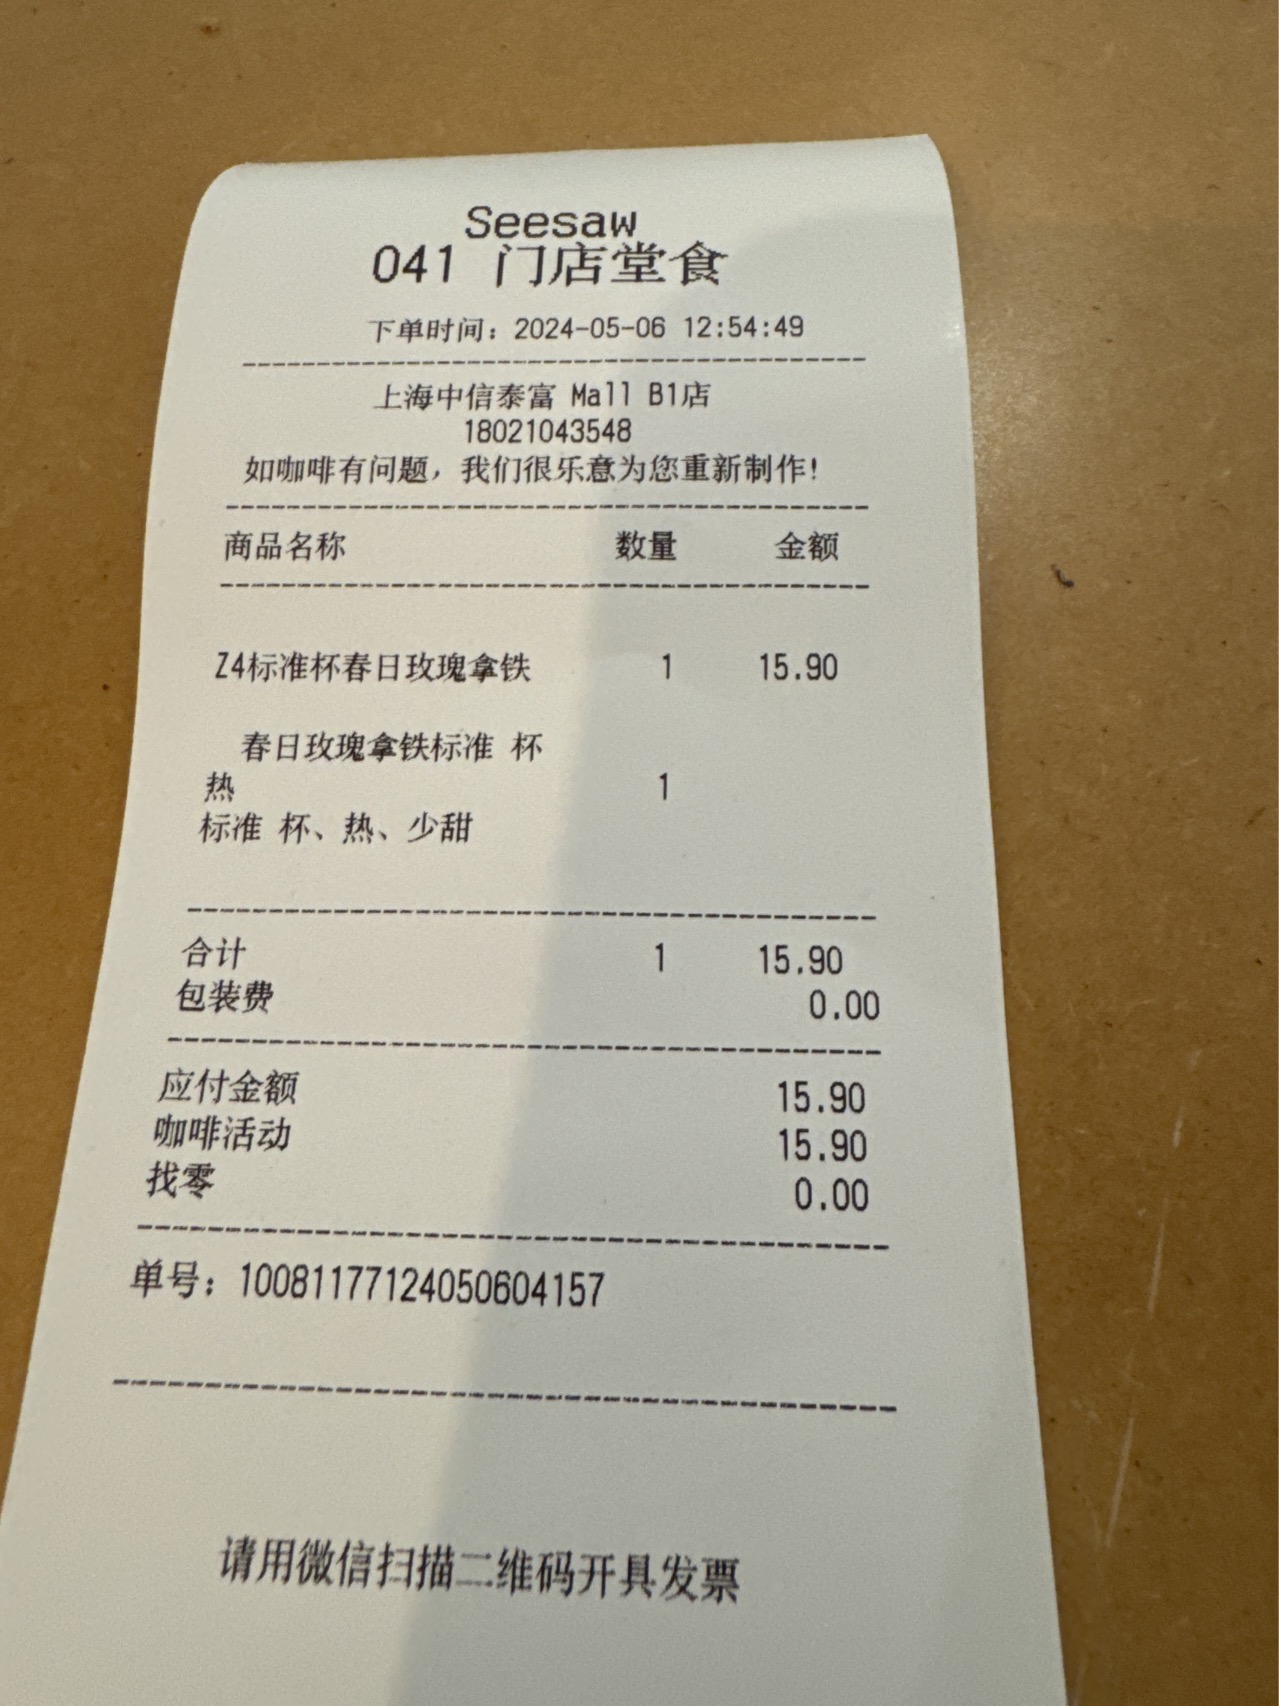 Seesaw
041 门店堂食
下单时间：2024-05-06 12:54:49
上海中信泰富 Mall B1店
18021043548
如咖啡有问题，我们很乐意为您重新制作！
商品名称 数量 金额
Z4标准杯春日玫瑰拿铁 1 15.90
春日玫瑰拿铁标准 杯
热 1
标准 杯、热、少甜
合计 1 15.90
包装费 0.00
应付金额 15.90
咖啡活动 15.90
找零 0.00
单号：10081177124050604157
请用微信扫描二维码开具发票